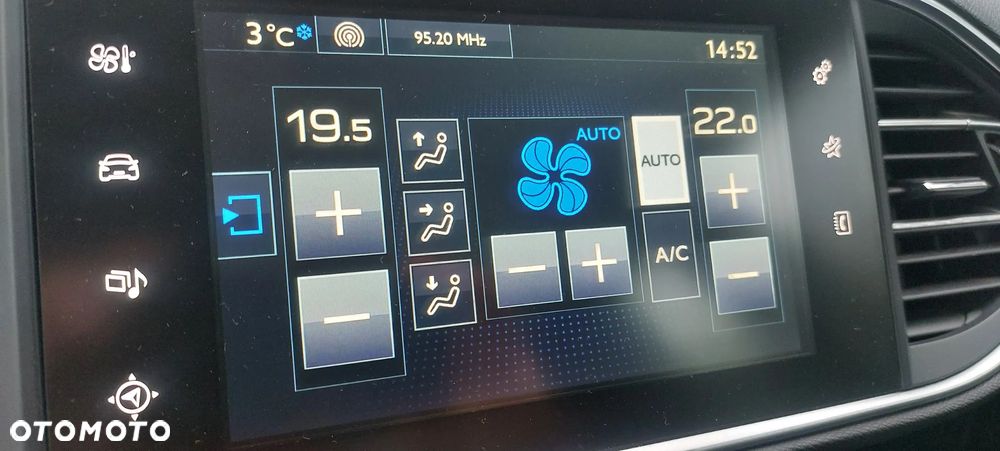 3°C
95.20 MHz
14:52
19.5
AUTO
AUTO
22.0
A/C
OTOMOTO